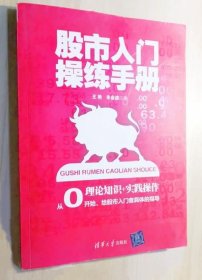 股市入门
操练手册
王 坚
GUSHI RUMEN CAOLIAN SHOUCE
从0开始，
理论知识+实践操作
给股市入门者具体的指导
清华大学出版社